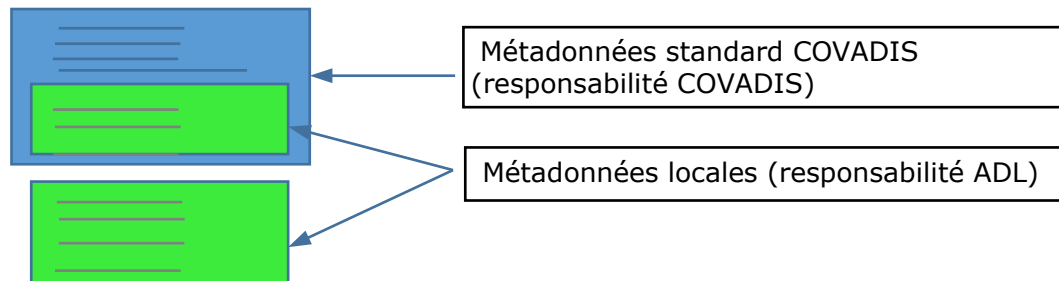 Métadonnées standard COVADIS
(responsabilité COVADIS)
Métadonnées locales (responsabilité ADL)